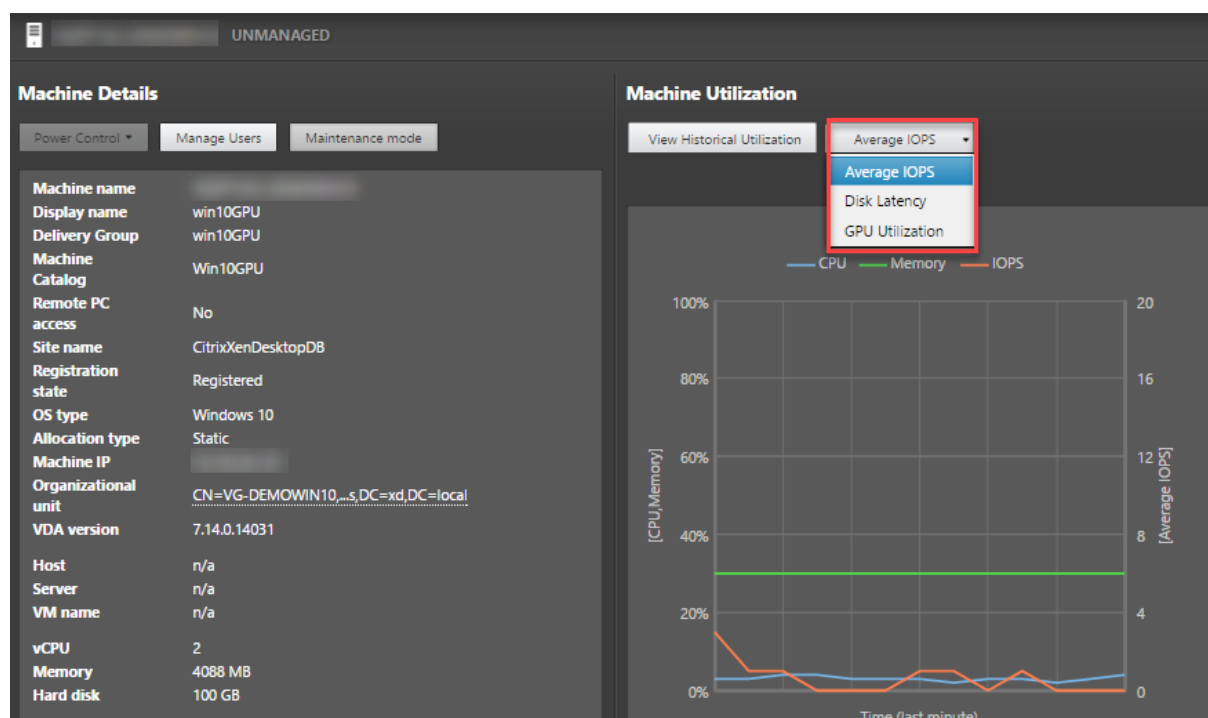 UNMANAGED
Machine Details
Power Control
Manage Users
Maintenance mode
Machine name
Display name win10GPU
Delivery Group win10GPU
Machine
Catalog
Win10GPU
Remote PC
access
No
Site name CitrixXenDesktopDB
Registration
state
Registered
OS type Windows 10
Allocation type Static
Machine IP
Organizational
unit
CN=VG-DEMOWIN10,...s,DC=xd,DC=local
VDA version 7.14.0.14031
Host n/a
Server n/a
VM name n/a
vCPU 2
Memory 4088 MB
Hard disk 100 GB
Machine Utilization
View Historical Utilization
Average IOPS
Average IOPS
Disk Latency
GPU Utilization
CPU Memory IOPS
100% 20
80% 16
60% 12
40% 8
20% 4
0% 0
[CPU,Memory]
[Average IOPS]
Time (last minute)